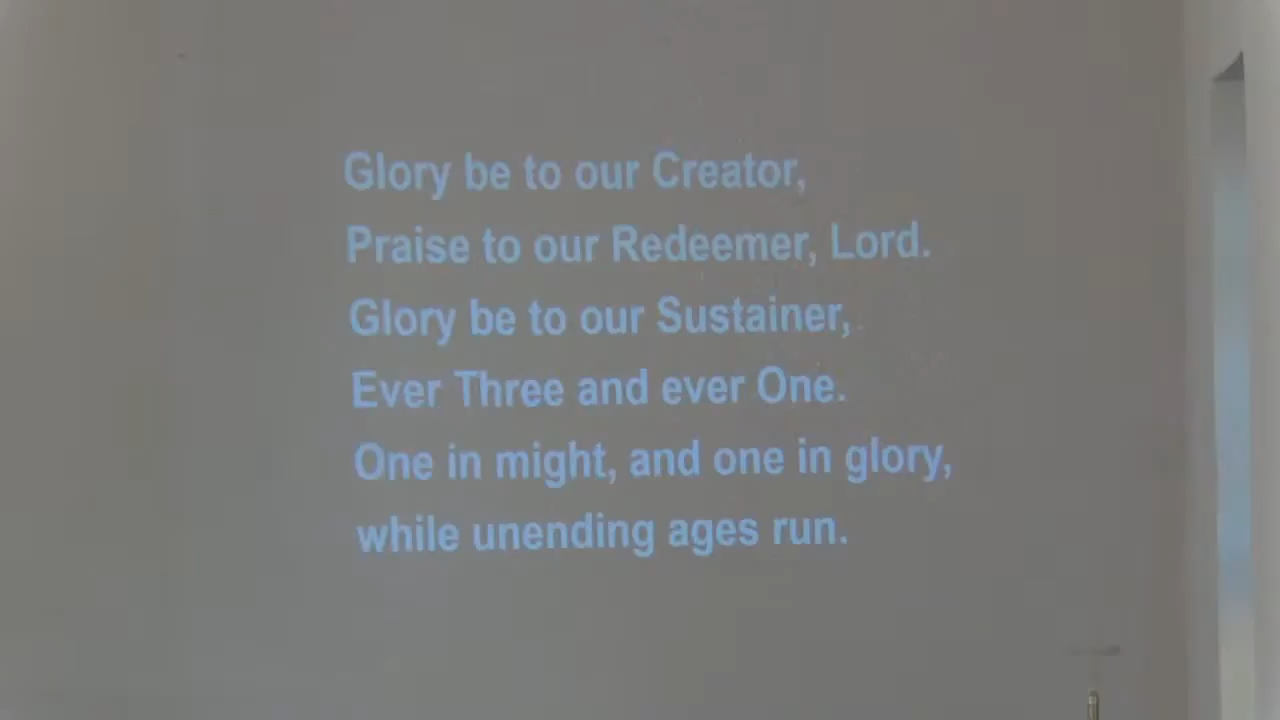 Glory be to our Creator,
Praise to our Redeemer, Lord.
Glory be to our Sustainer,
Ever Three and ever One.
One in might, and one in glory,
while unending ages run.